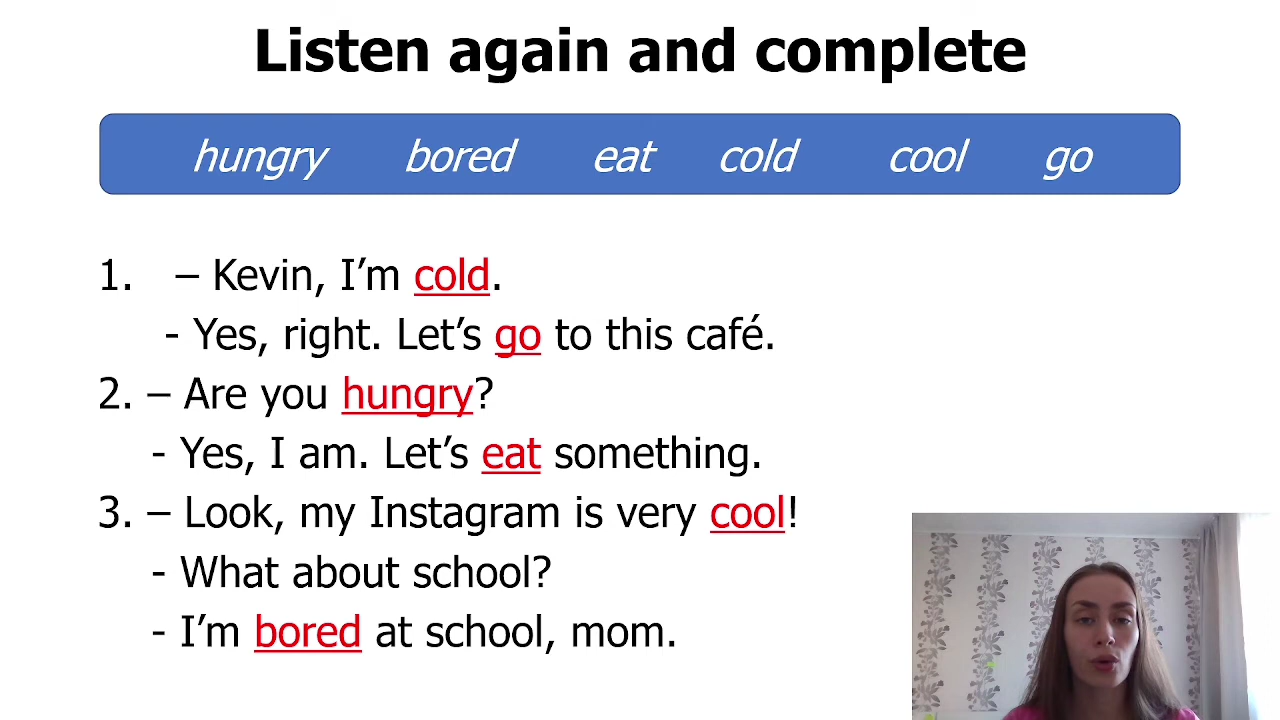 Listen again and complete
hungry bored eat cold cool go
1. – Kevin, I’m cold.
- Yes, right. Let’s go to this café.
2. – Are you hungry?
- Yes, I am. Let’s eat something.
3. – Look, my Instagram is very cool!
- What about school?
- I’m bored at school, mom.